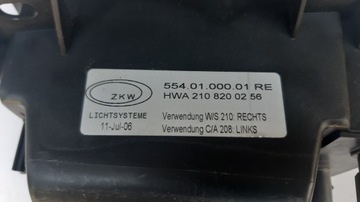 ZKW
554.01.000.01 RE
HWA 210 820 02 56
LICHTSYSTEME
11-Jul-06
Verwendung W/S 210: RECHTS
Verwendung C/A 208: LINKS